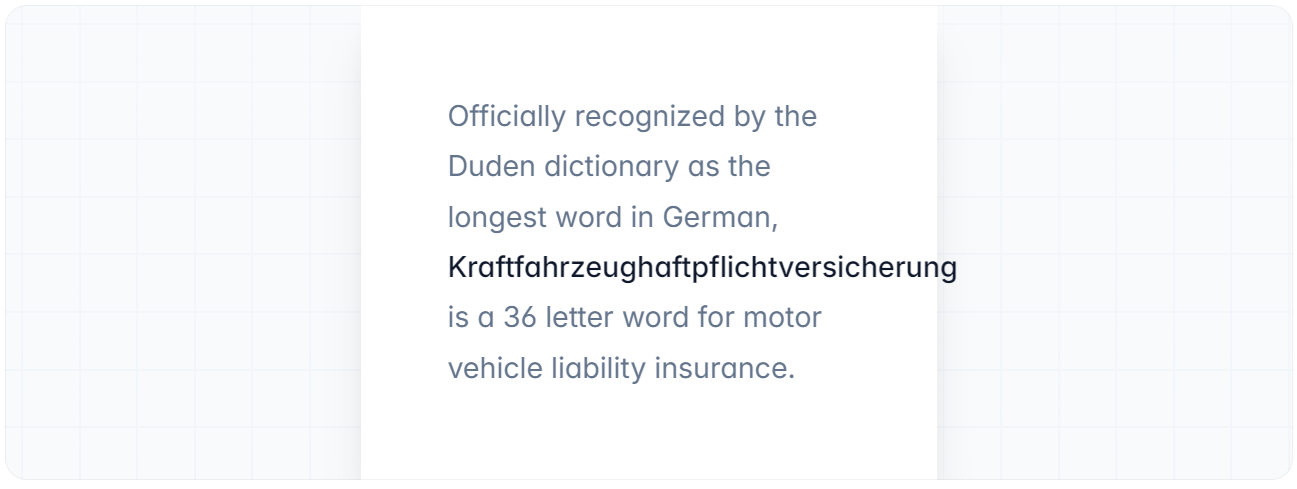 Officially recognized by the
Duden dictionary as the
longest word in German,
Kraftfahrzeughaftpflichtversicherung
is a 36 letter word for motor
vehicle liability insurance.